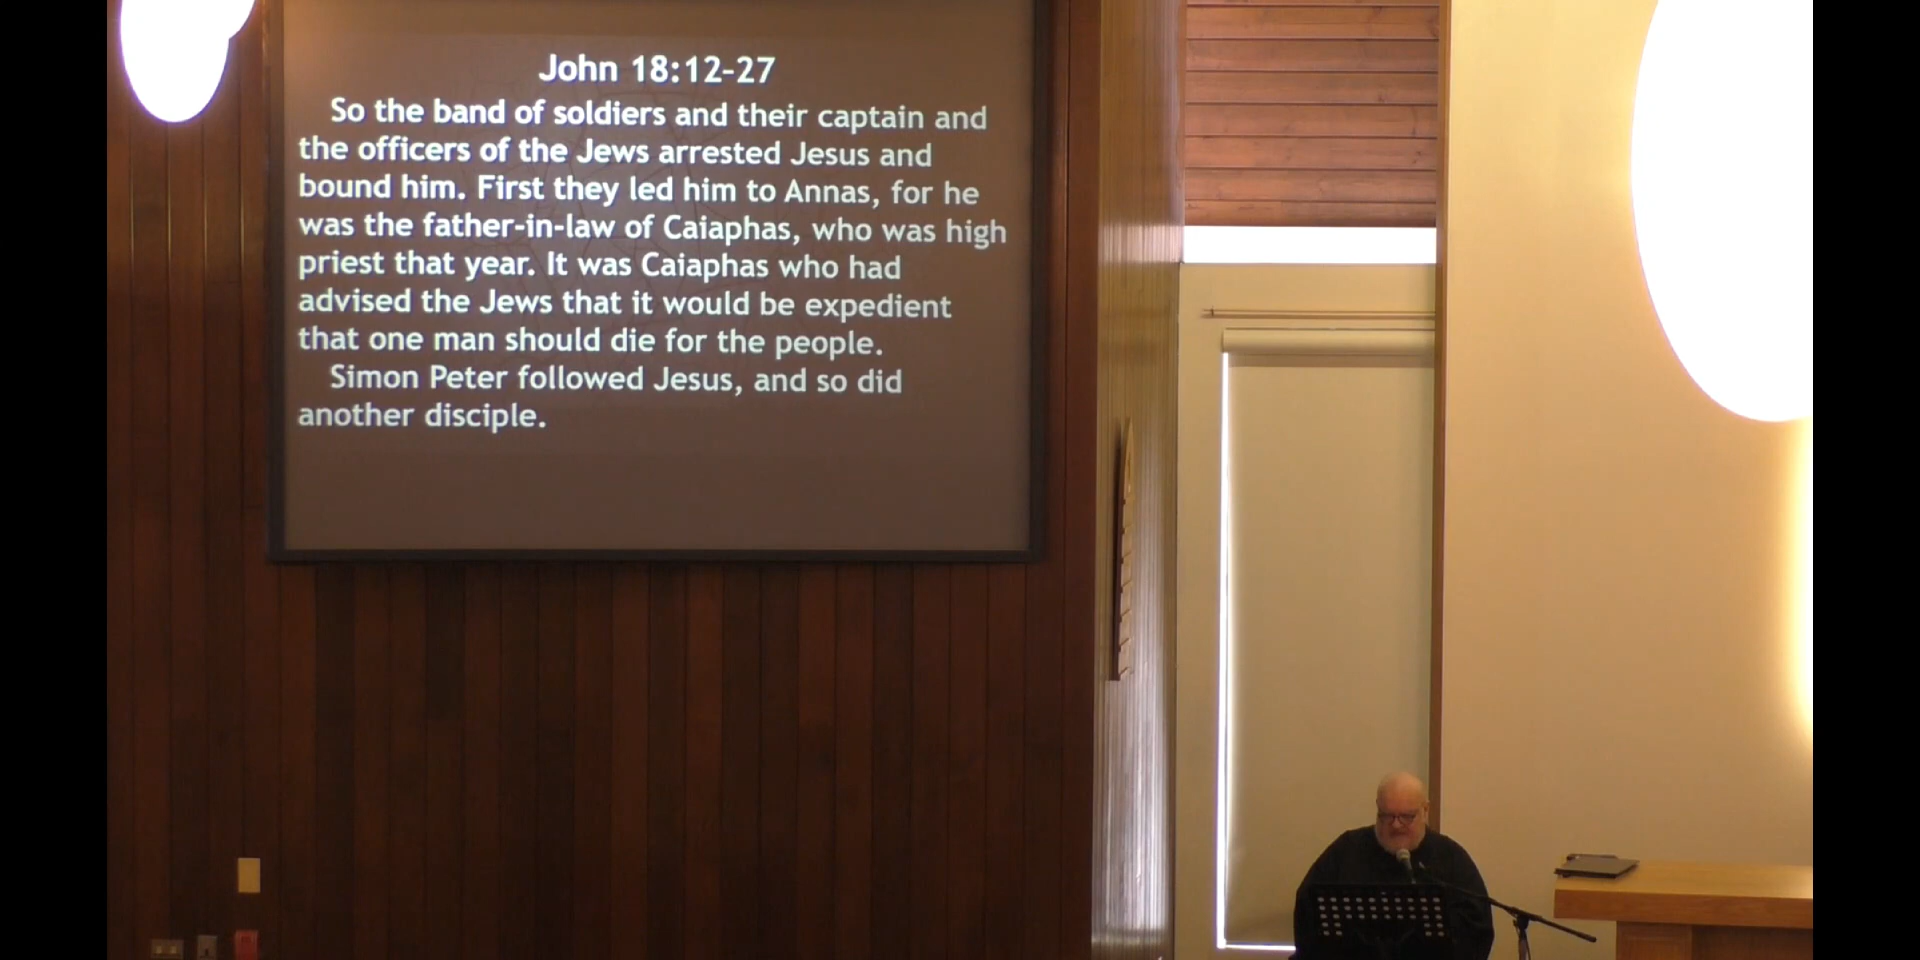 John 18:12-27
So the band of soldiers and their captain and
the officers of the Jews arrested Jesus and
bound him. First they led him to Annas, for he
was the father-in-law of Caiaphas, who was high
priest that year. It was Caiaphas who had
advised the Jews that it would be expedient
that one man should die for the people.
Simon Peter followed Jesus, and so did
another disciple.